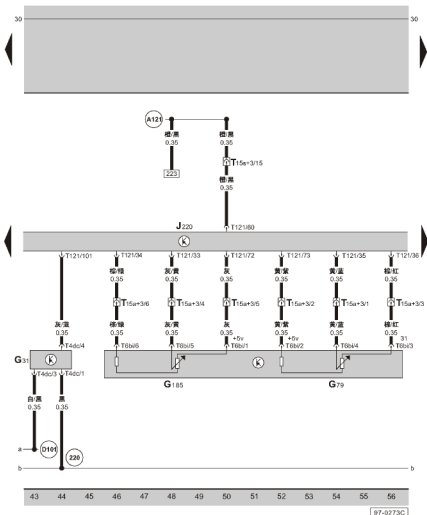 30 30
A121
橙/黑 橙/黑
0.35 0.35
T15a+3/15
橙/黑
0.35
225
J220 T121/60
T121/101 T121/34 T121/33 T121/72 T121/73 T121/35 T121/36
棕/绿 灰/黄 灰 黄/紫 黄/蓝 棕/红
0.35 0.35 0.35 0.35 0.35 0.35
T15a+3/6 T15a+3/4 T15a+3/5 T15a+3/2 T15a+3/1 T15a+3/3
灰/蓝 棕/绿 灰/黄 灰 黄/紫 黄/蓝 棕/红
0.35 0.35 0.35 0.35 0.35 0.35 0.35
+5v +5v 31
T4dc/4 T6bi/6 T6bi/5 T6bi/1 T6bi/2 T6bi/4 T6bi/3
G31
T4dc/3 T4dc/1
G185 G79
白/黑 黑
0.35 0.35
a D101
220
b b
43 44 45 46 47 48 49 50 51 52 53 54 55 56
97-0273C